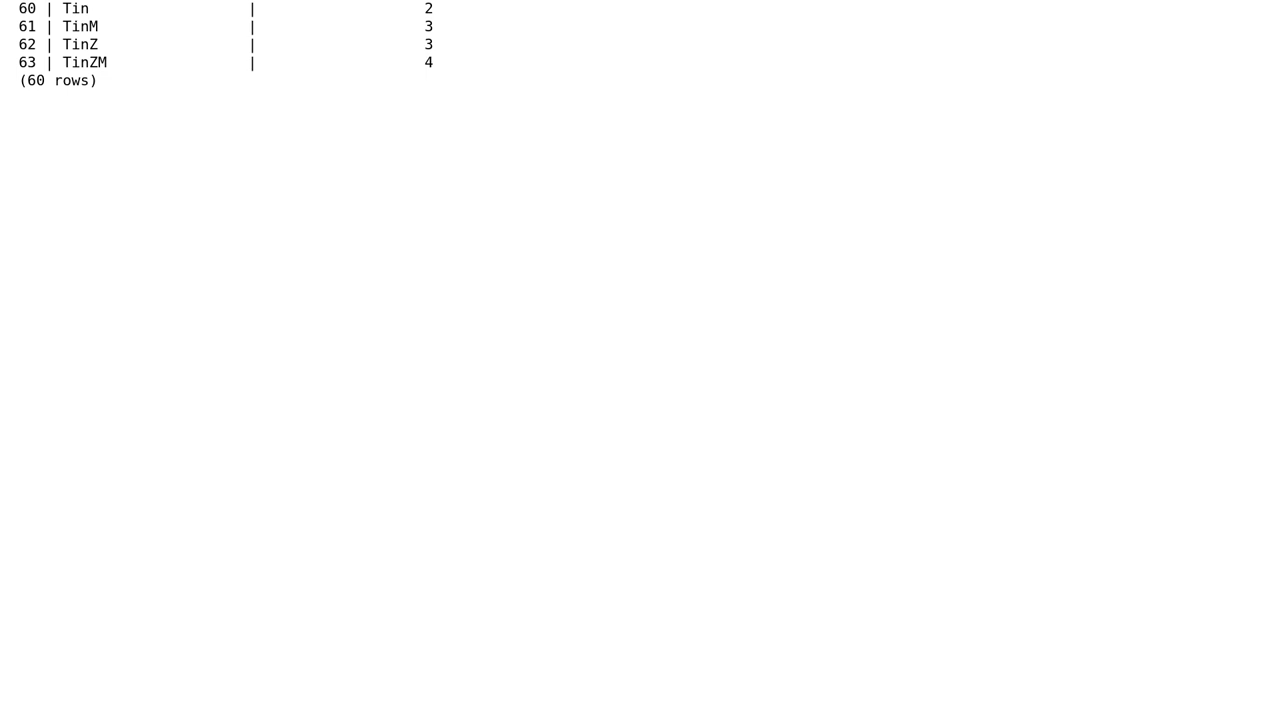 60 | Tin                  |                   2
61 | TinM                 |                   3
62 | TinZ                 |                   3
63 | TinZM                |                   4
(60 rows)